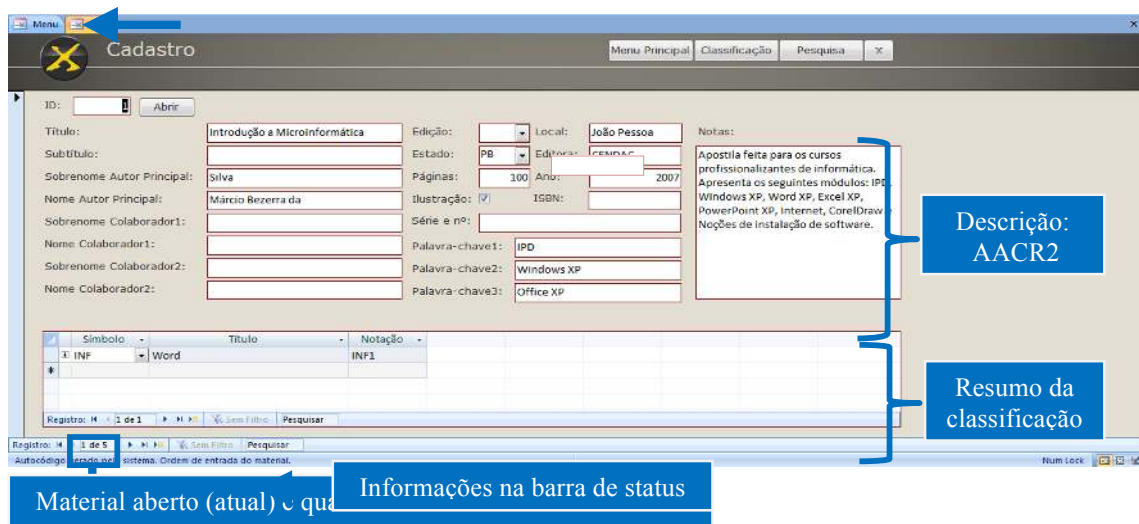 Menu
Cadastro
Menu Principal Classificação Pesquisa x
ID: 1 Abrir
Título: Introdução a Microinformática Edição: Local: João Pessoa Notas:
Subtítulo: Estado: PB Editora: CENDAC
Sobrenome Autor Principal: Silva Páginas: 100 Ano: 2007
Nome Autor Principal: Márcio Bezerra da Ilustração: ISBN:
Sobrenome Colaborador1: Série e nº:
Nome Colaborador1: Palavra-chave1: IPD
Sobrenome Colaborador2: Palavra-chave2: Windows XP
Nome Colaborador2: Palavra-chave3: Office XP
Apostila feita para os cursos
profissionalizantes de informática.
Apresenta os seguintes módulos: IPD,
Windows XP, Word XP, Excel XP,
PowerPoint XP, Internet, CorelDraw
Noções de instalação de software.
Descrição:
AACR2
Símbolo Título Notação
INF Word INF1
Registro: 1 de 1 Sem Filtro Pesquisar
Resumo da
classificação
Registro: 1 de 5 Sem Filtro Pesquisar
Autocódigo gerado pelo sistema. Ordem de entrada do material. Num Lock
Material aberto (atual)
Informações na barra de status